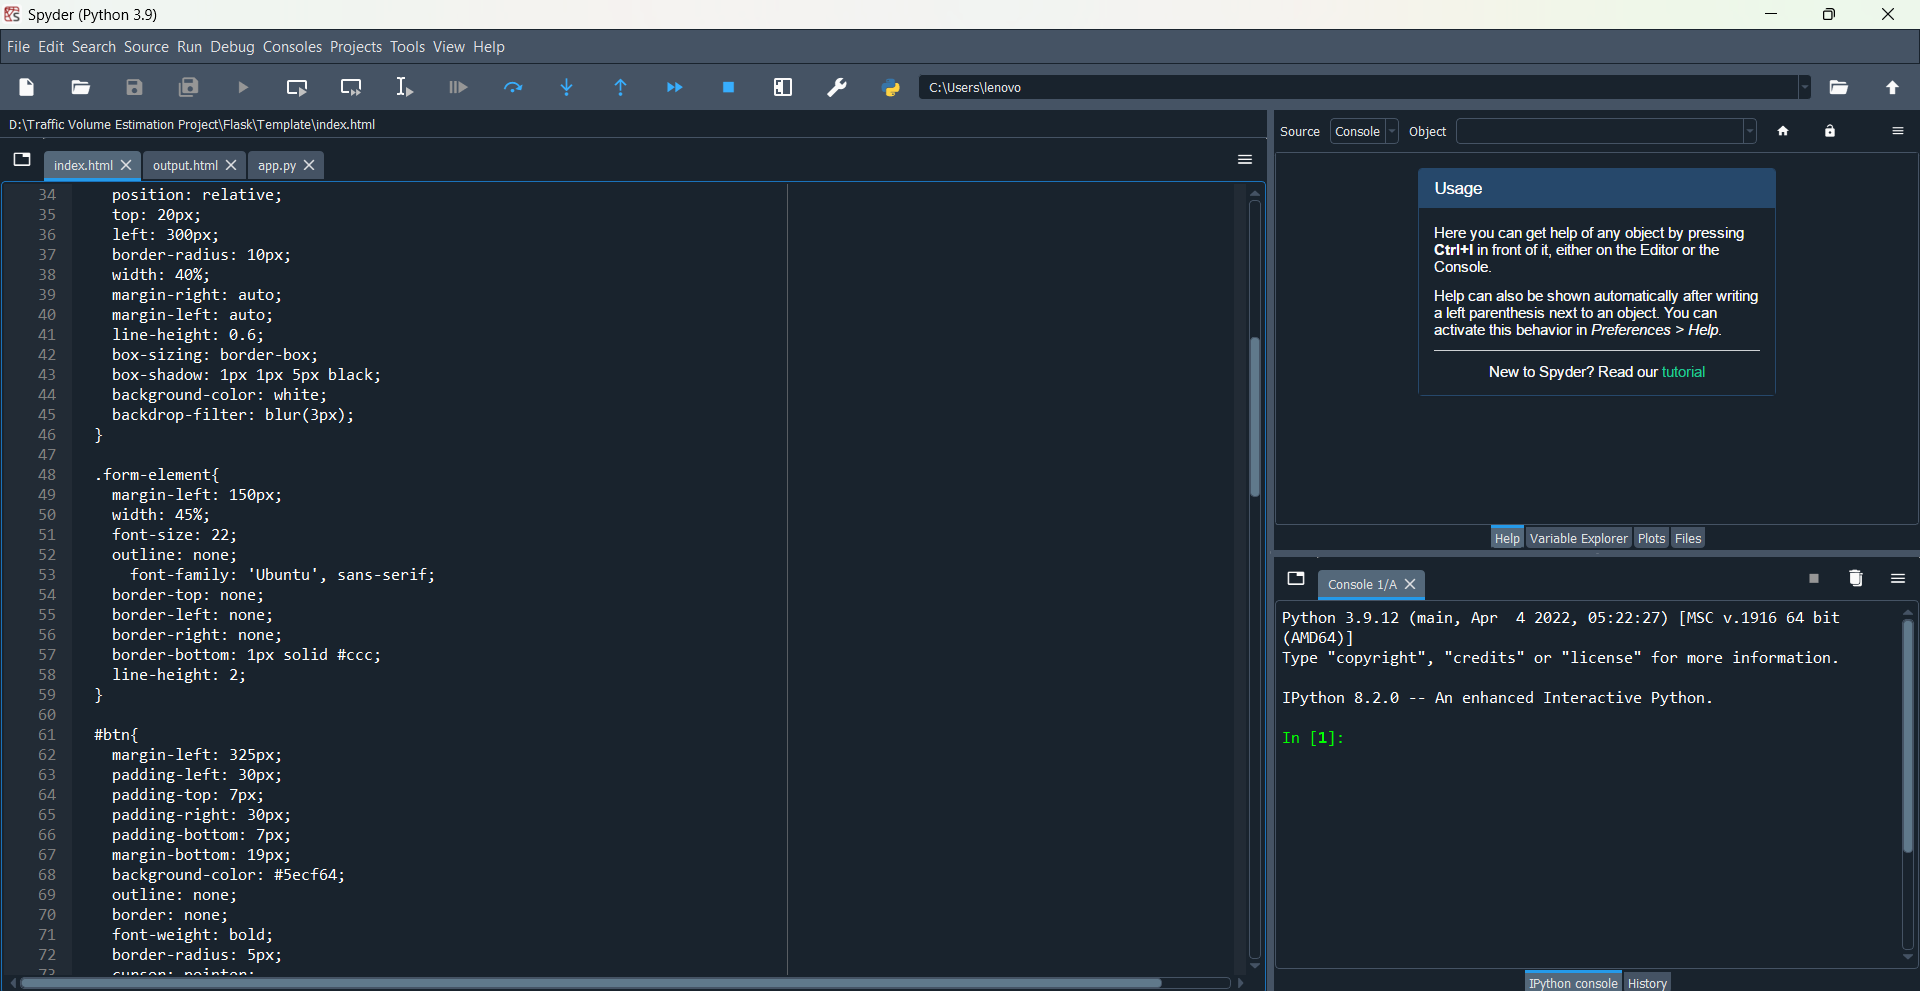 Spyder (Python 3.9)
File Edit Search Source Run Debug Consoles Projects Tools View Help
C:\Users\lenovo
D:\Traffic Volume Estimation Project\Flask\Template\index.html
index.html output.html app.py
34 position: relative;
35 top: 20px;
36 left: 300px;
37 border-radius: 10px;
38 width: 40%;
39 margin-right: auto;
40 margin-left: auto;
41 line-height: 0.6;
42 box-sizing: border-box;
43 box-shadow: 1px 1px 5px black;
44 background-color: white;
45 backdrop-filter: blur(3px);
46 }
47
48 .form-element{
49 margin-left: 150px;
50 width: 45%;
51 font-size: 22;
52 outline: none;
53 font-family: 'Ubuntu', sans-serif;
54 border-top: none;
55 border-left: none;
56 border-right: none;
57 border-bottom: 1px solid #ccc;
58 line-height: 2;
59 }
60
61 #btn{
62 margin-left: 325px;
63 padding-left: 30px;
64 padding-top: 7px;
65 padding-right: 30px;
66 padding-bottom: 7px;
67 margin-bottom: 19px;
68 background-color: #5ecf64;
69 outline: none;
70 border: none;
71 font-weight: bold;
72 border-radius: 5px;
73 cursor: pointer;
Source Console Object
Usage
Here you can get help of any object by pressing
Ctrl+I in front of it, either on the Editor or the
Console.
Help can also be shown automatically after writing
a left parenthesis next to an object. You can
activate this behavior in Preferences > Help.
New to Spyder? Read our tutorial
Help Variable Explorer Plots Files
Console 1/A
Python 3.9.12 (main, Apr  4 2022, 05:22:27) [MSC v.1916 64 bit
(AMD64)]
Type "copyright", "credits" or "license" for more information.
IPython 8.2.0 -- An enhanced Interactive Python.
In [1]:
IPython console History